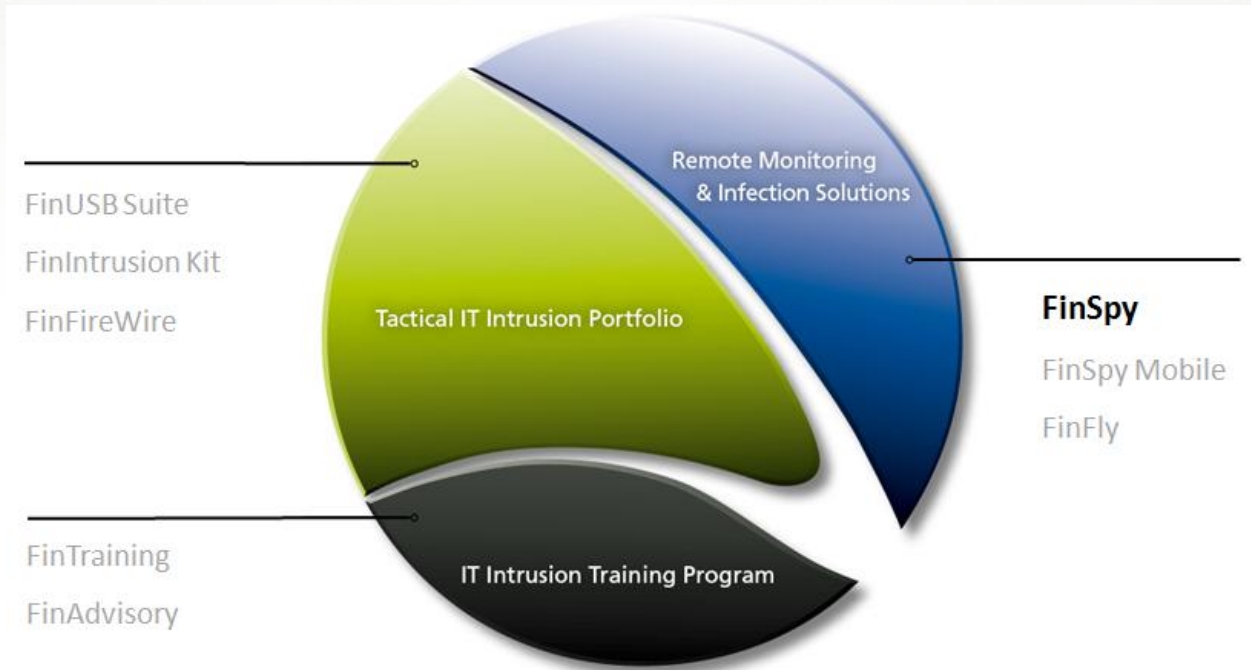 FinUSB Suite
FinIntrusion Kit
FinFireWire
Tactical IT Intrusion Portfolio
Remote Monitoring
& Infection Solutions
FinSpy
FinSpy Mobile
FinFly
FinTraining
FinAdvisory
IT Intrusion Training Program